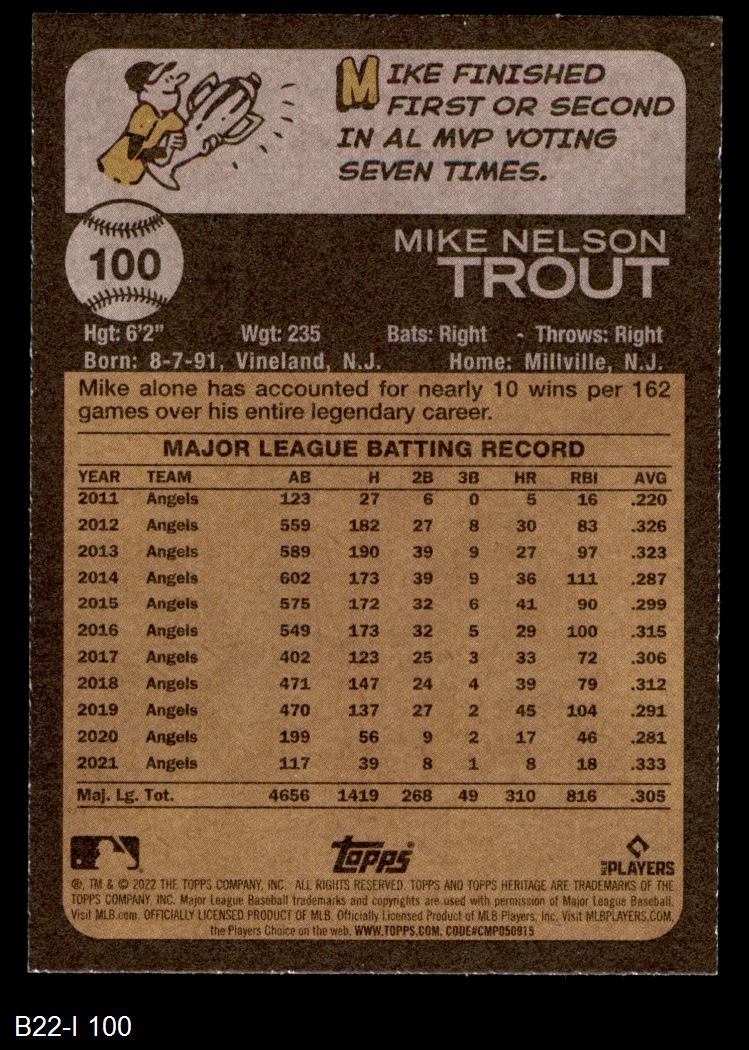 MIKE FINISHED
FIRST OR SECOND
IN AL MVP VOTING
SEVEN TIMES.
100
MIKE NELSON
TROUT
Hgt: 6'2" Wgt: 235 Bats: Right - Throws: Right
Born: 8-7-91, Vineland, N.J. Home: Millville, N.J.
Mike alone has accounted for nearly 10 wins per 162
games over his entire legendary career.
MAJOR LEAGUE BATTING RECORD
YEAR TEAM AB H 2B 3B HR RBI AVG
2011 Angels 123 27 6 0 5 16 .220
2012 Angels 559 182 27 8 30 83 .326
2013 Angels 589 190 39 9 27 97 .323
2014 Angels 602 173 39 9 36 111 .287
2015 Angels 575 172 32 6 41 90 .299
2016 Angels 549 173 32 5 29 100 .315
2017 Angels 402 123 25 3 33 72 .306
2018 Angels 471 147 24 4 39 79 .312
2019 Angels 470 137 27 2 45 104 .291
2020 Angels 199 56 9 2 17 46 .281
2021 Angels 117 39 8 1 8 18 .333
Maj. Lg. Tot. 4656 1419 268 49 310 816 .305
topps
MLB PLAYERS
®, TM & © 2022 THE TOPPS COMPANY, INC. ALL RIGHTS RESERVED. TOPPS AND TOPPS HERITAGE ARE TRADEMARKS OF THE
TOPPS COMPANY, INC. Major League Baseball trademarks and copyrights are used with permission of Major League Baseball.
Visit MLB.com. OFFICIALLY LICENSED PRODUCT OF MLB. Officially Licensed Product of MLB Players, Inc. Visit MLBPLAYERS.COM,
the Players Choice on the web. WWW.TOPPS.COM. CODE#CMP050915
B22-I 100